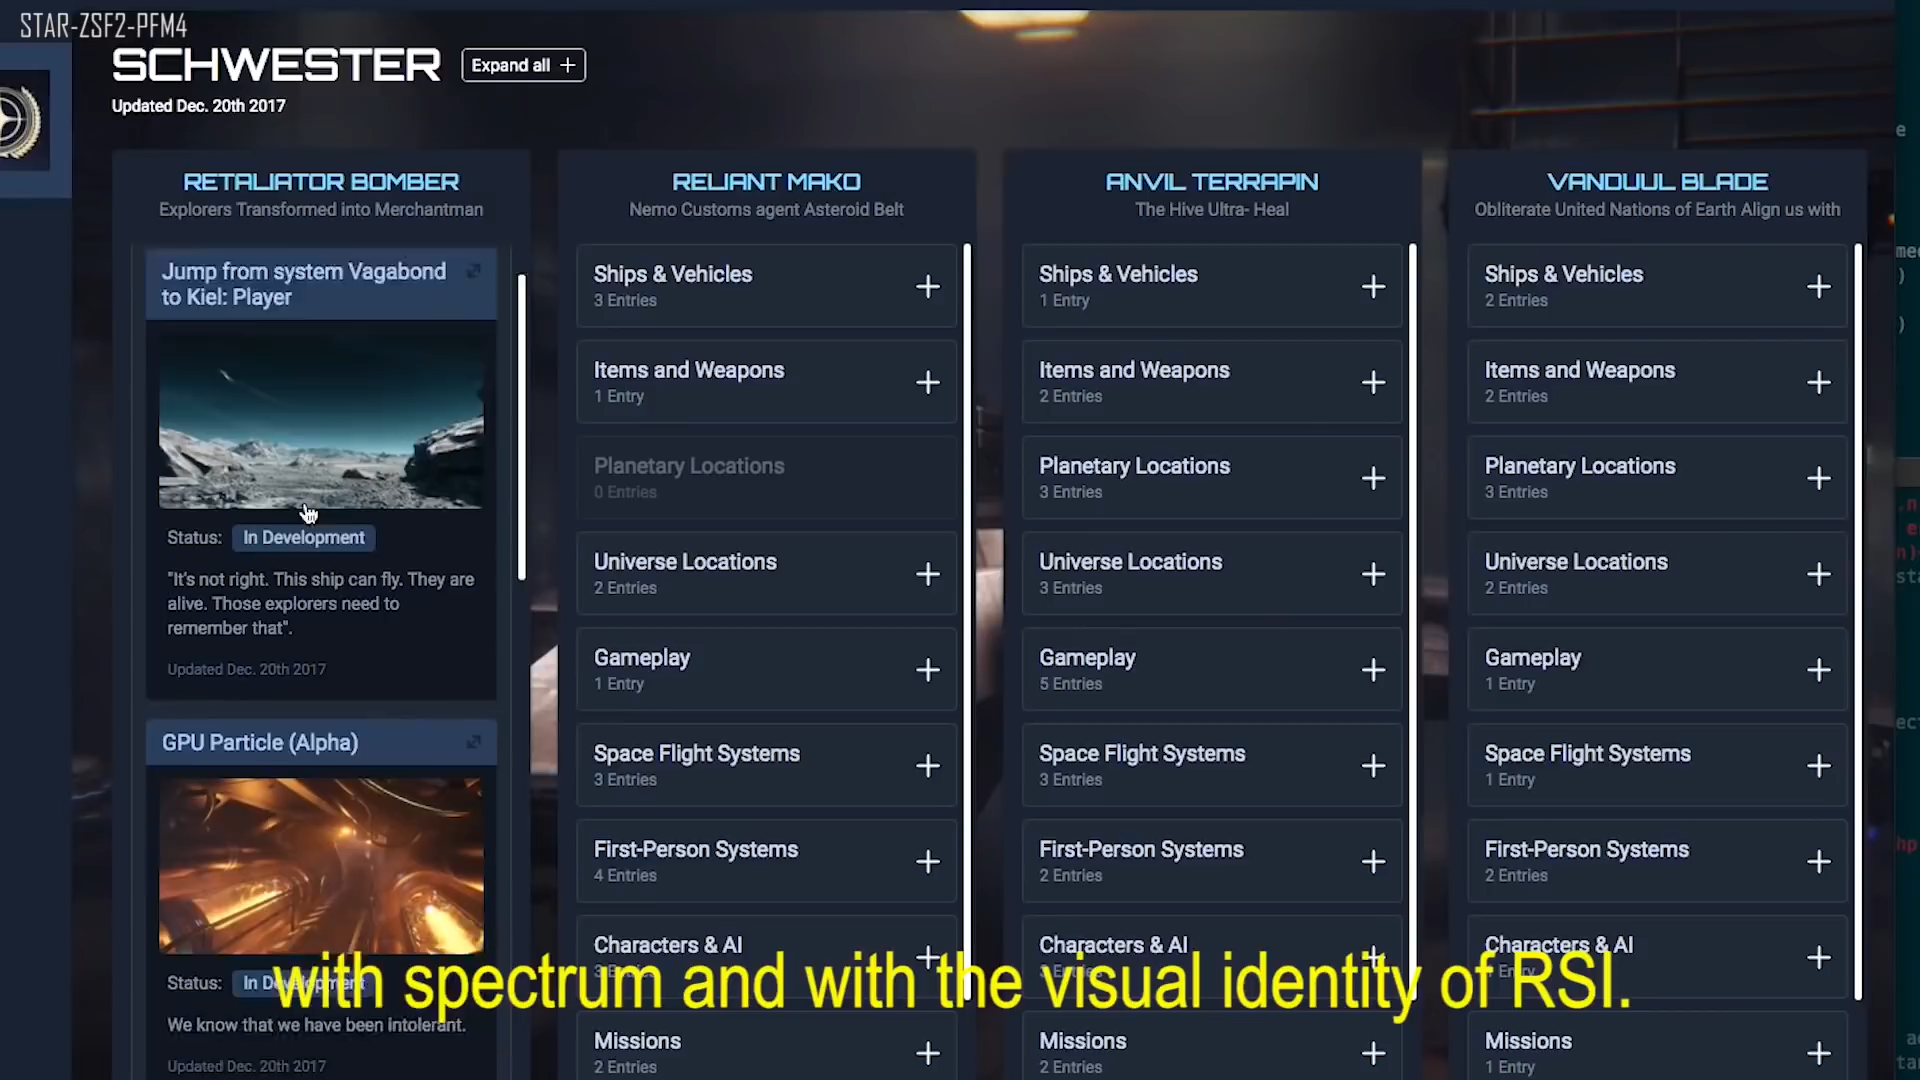 STAR-ZSF2-PFM4
SCHWESTER
Expand all +
Updated Dec. 20th 2017
RETALIATOR BOMBER
Explorers Transformed into Merchantman
Jump from system Vagabond
to Kiel: Player
Status: In Development
"It's not right. This ship can fly. They are
alive. Those explorers need to
remember that".
Updated Dec. 20th 2017
GPU Particle (Alpha)
Status: In Development
We know that we have been intolerant.
Updated Dec. 20th 2017
RELIANT MAKO
Nemo Customs agent Asteroid Belt
Ships & Vehicles
3 Entries
Items and Weapons
1 Entry
Planetary Locations
0 Entries
Universe Locations
2 Entries
Gameplay
1 Entry
Space Flight Systems
3 Entries
First-Person Systems
4 Entries
Characters & AI
Missions
2 Entries
ANVIL TERRAPIN
The Hive Ultra- Heal
Ships & Vehicles
1 Entry
Items and Weapons
2 Entries
Planetary Locations
3 Entries
Universe Locations
3 Entries
Gameplay
5 Entries
Space Flight Systems
3 Entries
First-Person Systems
2 Entries
Characters & AI
Missions
2 Entries
VANDUUL BLADE
Obliterate United Nations of Earth Align us with
Ships & Vehicles
2 Entries
Items and Weapons
2 Entries
Planetary Locations
3 Entries
Universe Locations
2 Entries
Gameplay
1 Entry
Space Flight Systems
1 Entry
First-Person Systems
2 Entries
Characters & AI
Missions
1 Entry
with spectrum and with the visual identity of RSI.